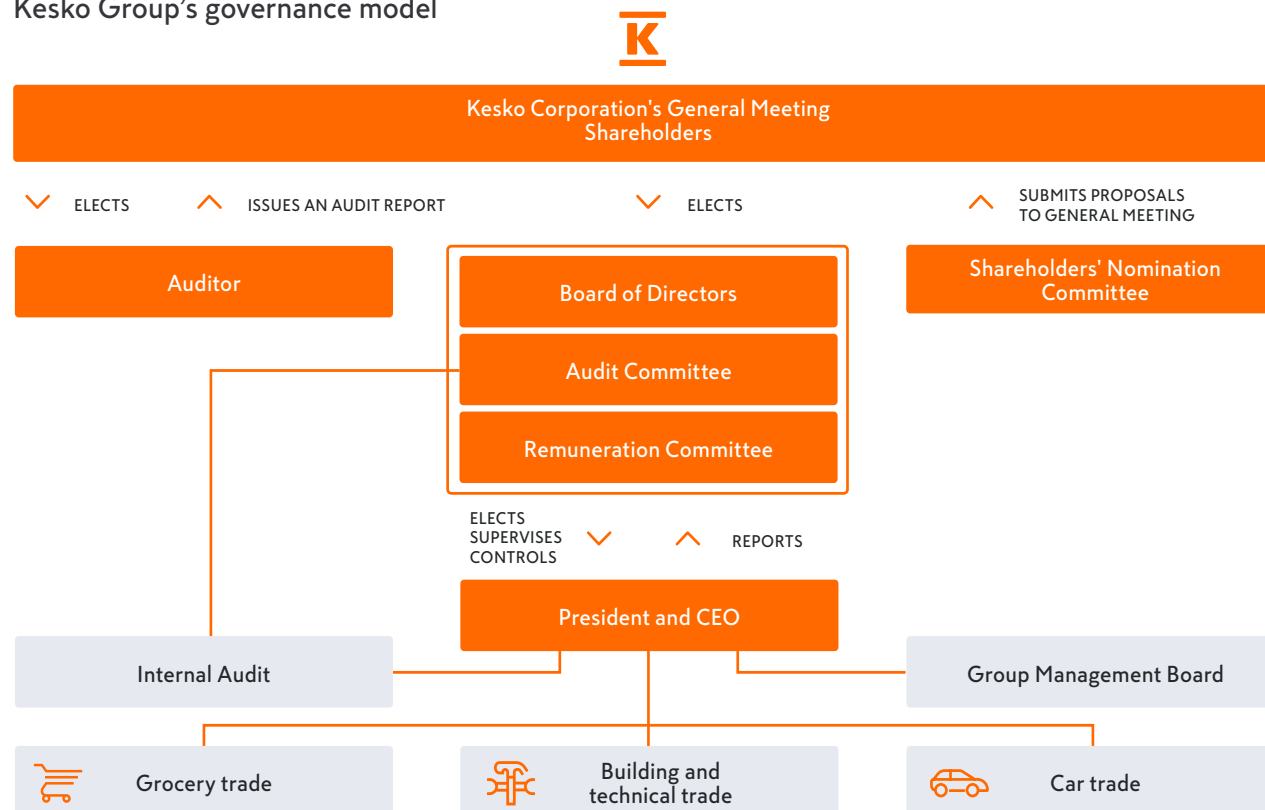 Kesko Group's governance model
K
Kesko Corporation's General Meeting
Shareholders
ELECTS
ISSUES AN AUDIT REPORT
ELECTS
SUBMITS PROPOSALS
TO GENERAL MEETING
Auditor
Board of Directors
Shareholders' Nomination
Committee
Audit Committee
Remuneration Committee
ELECTS
SUPERVISES
CONTROLS
REPORTS
President and CEO
Internal Audit
Group Management Board
Grocery trade
Building and
technical trade
Car trade